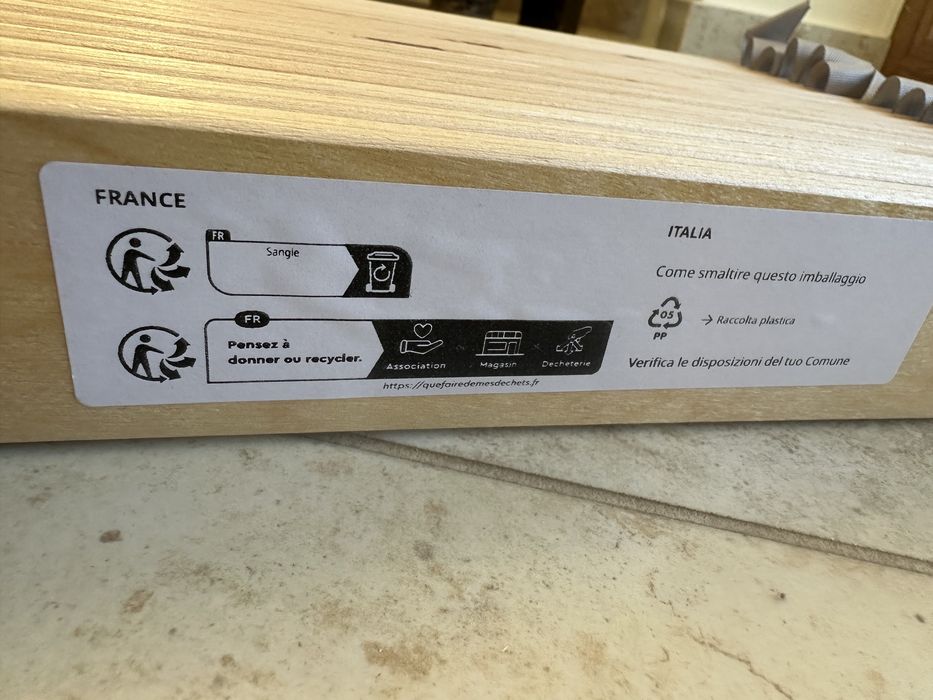 FRANCE
FR
Sangle
FR
Pensez à
donner ou recycler.
Association
Magasin
Déchèterie
https://quefairedemesdechets.fr
ITALIA
Come smaltire questo imballaggio
05
PP
→ Raccolta plastica
Verifica le disposizioni del tuo Comune